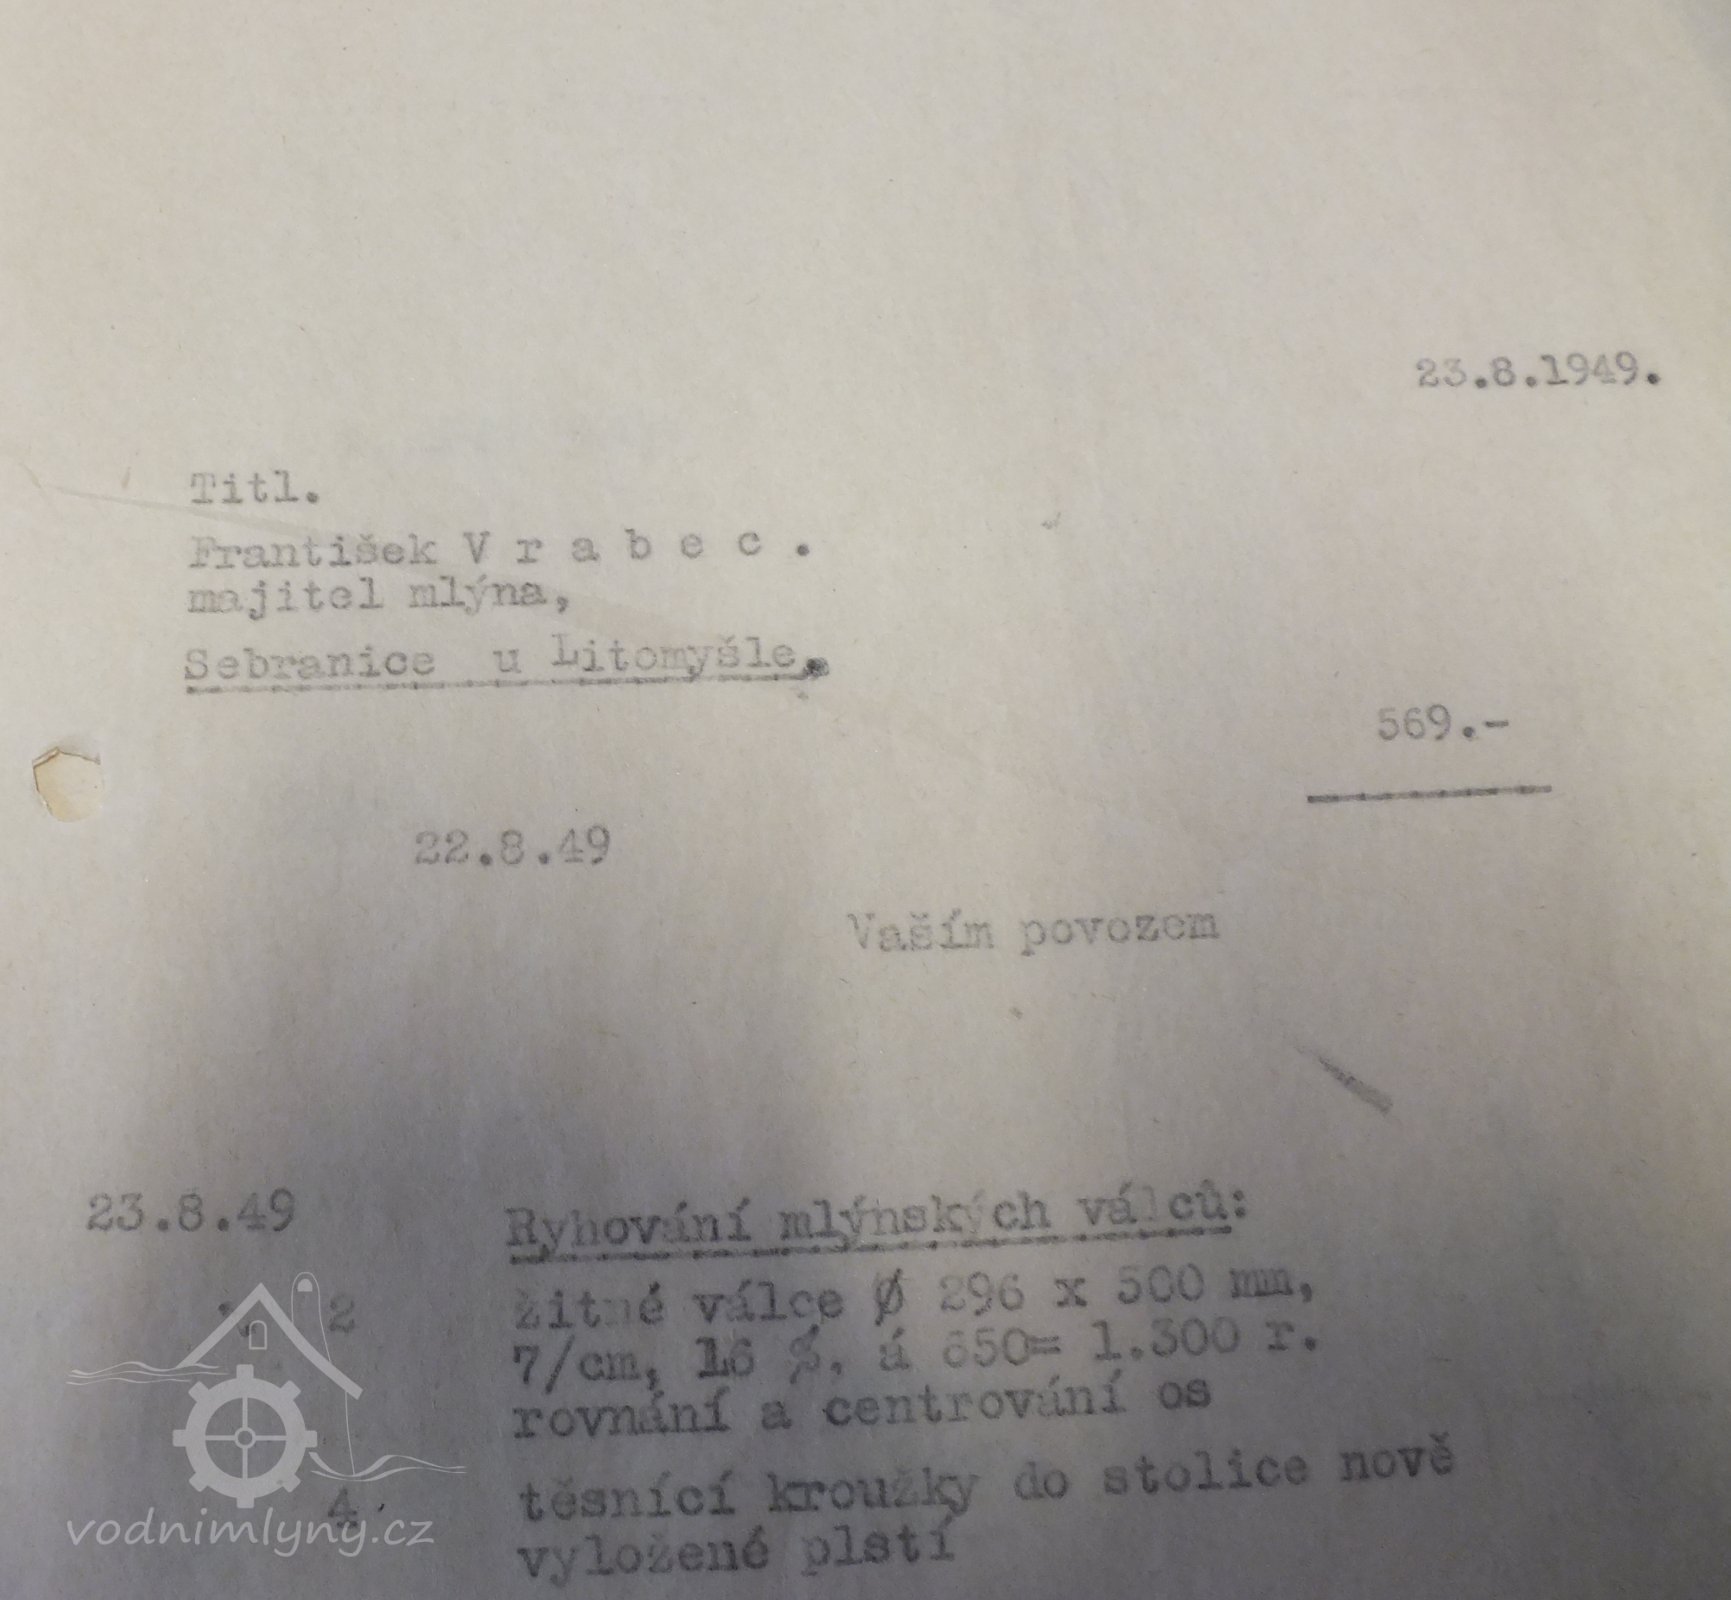 23.8.1949.
Titl.
František V r a b e c .
majitel mlýna,
Sebranice u Litomyšle.
569.-
22.8.49
Vaším povozem
23.8.49 Ryhování mlýnských válců:
2 žitné válce Ø 296 x 500 mm,
7/cm, 16 %, á 650= 1.300 r.
rovnání a centrování os
4 těsnící kroužky do stolice nově
vyložené plstí
vodnimlyny.cz